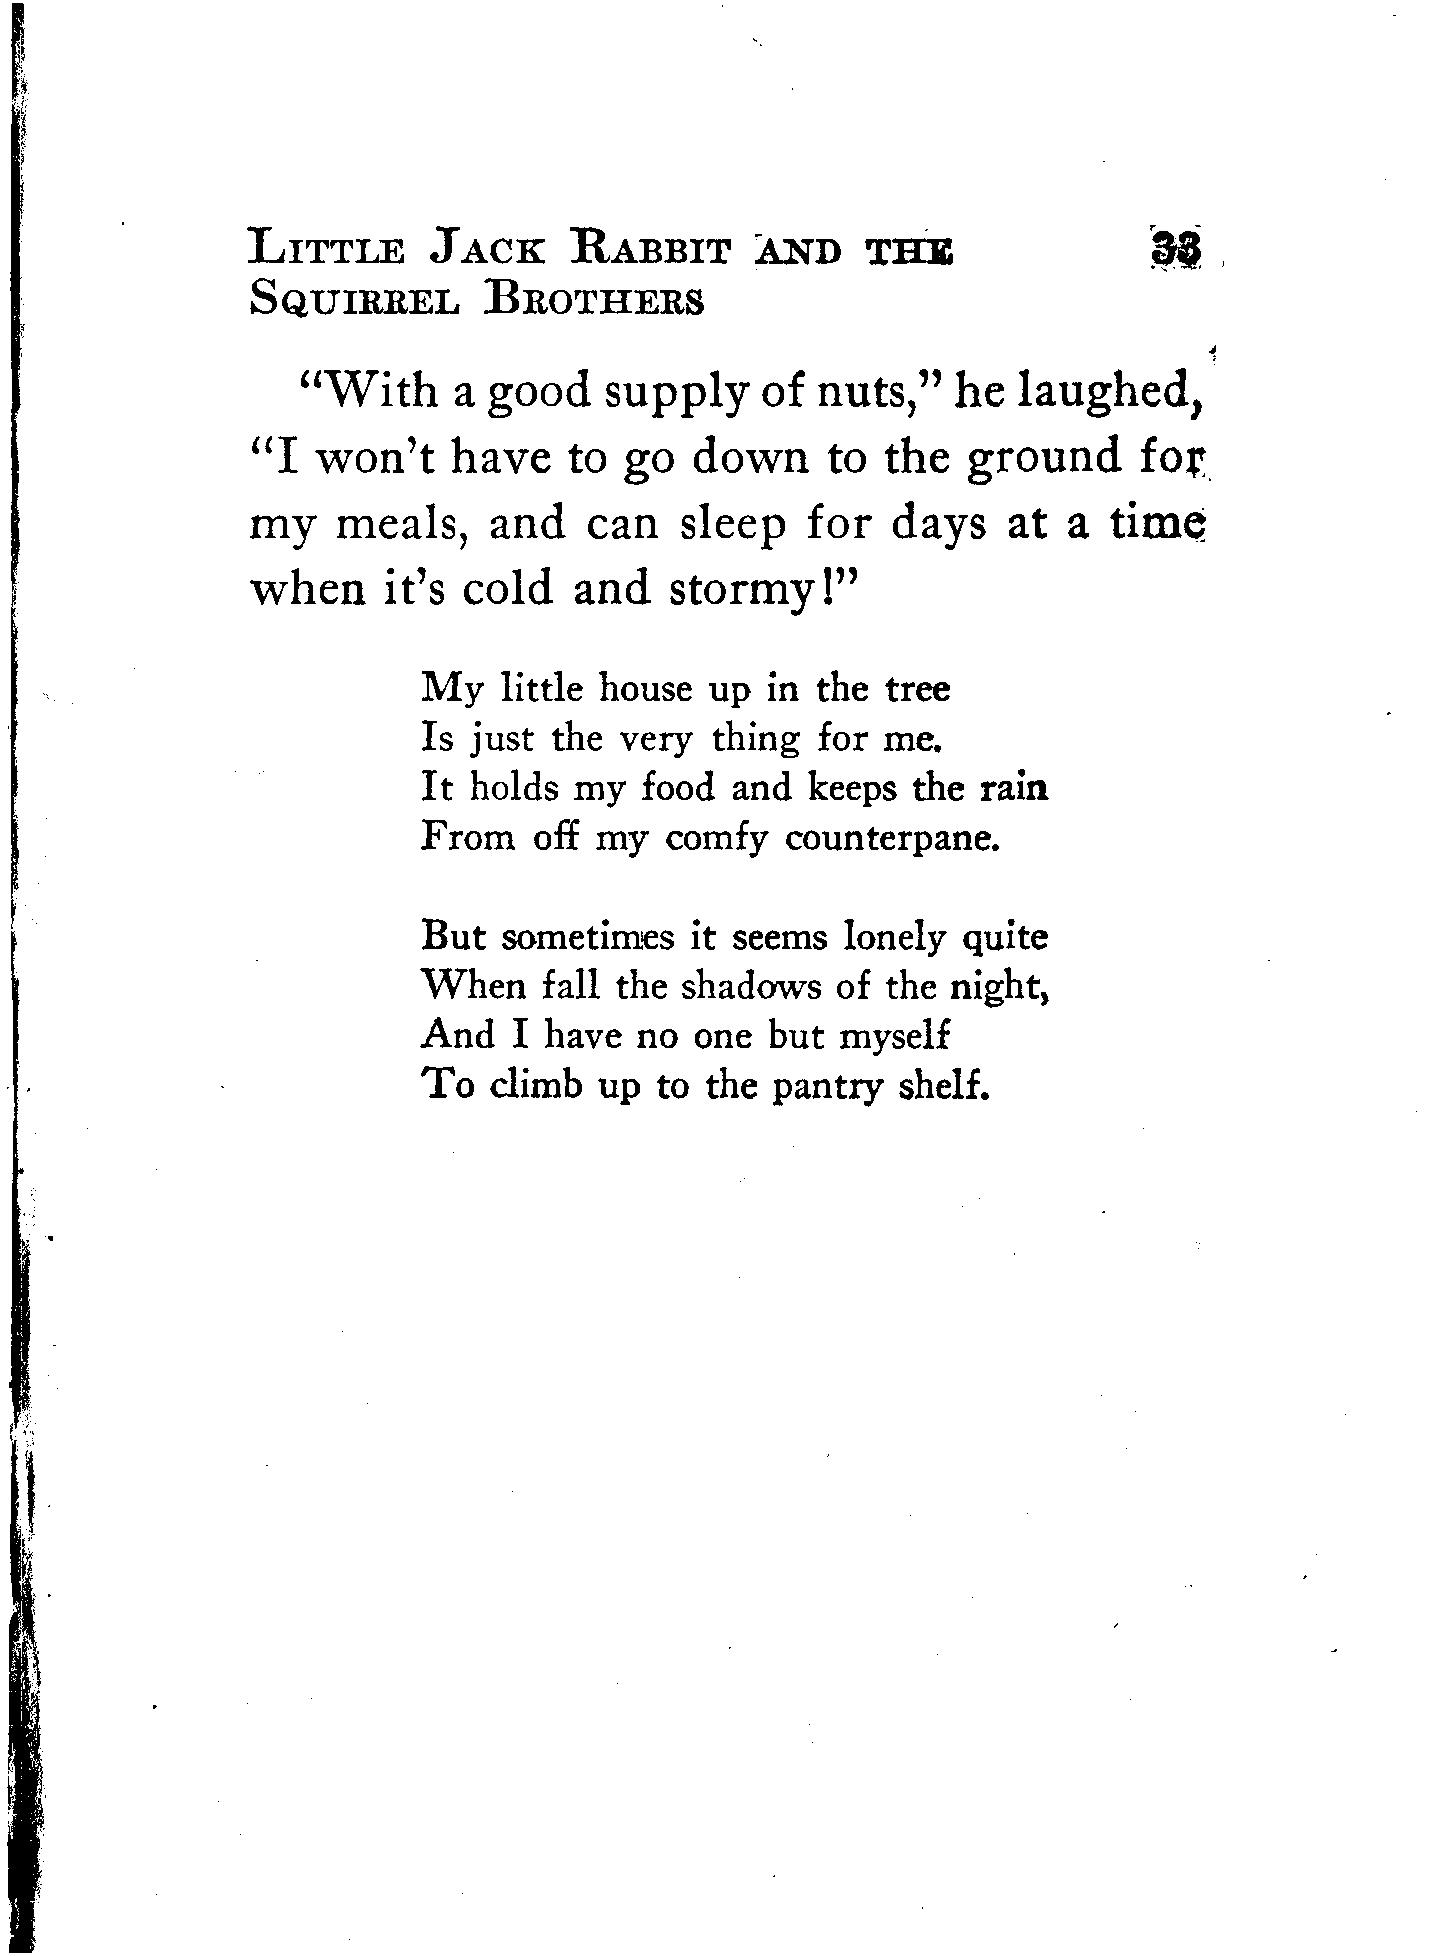 LITTLE JACK RABBIT AND THE 33
SQUIRREL BROTHERS
“With a good supply of nuts,” he laughed,
“I won’t have to go down to the ground for
my meals, and can sleep for days at a time
when it’s cold and stormy!”
My little house up in the tree
Is just the very thing for me.
It holds my food and keeps the rain
From off my comfy counterpane.
But sometimes it seems lonely quite
When fall the shadows of the night,
And I have no one but myself
To climb up to the pantry shelf.